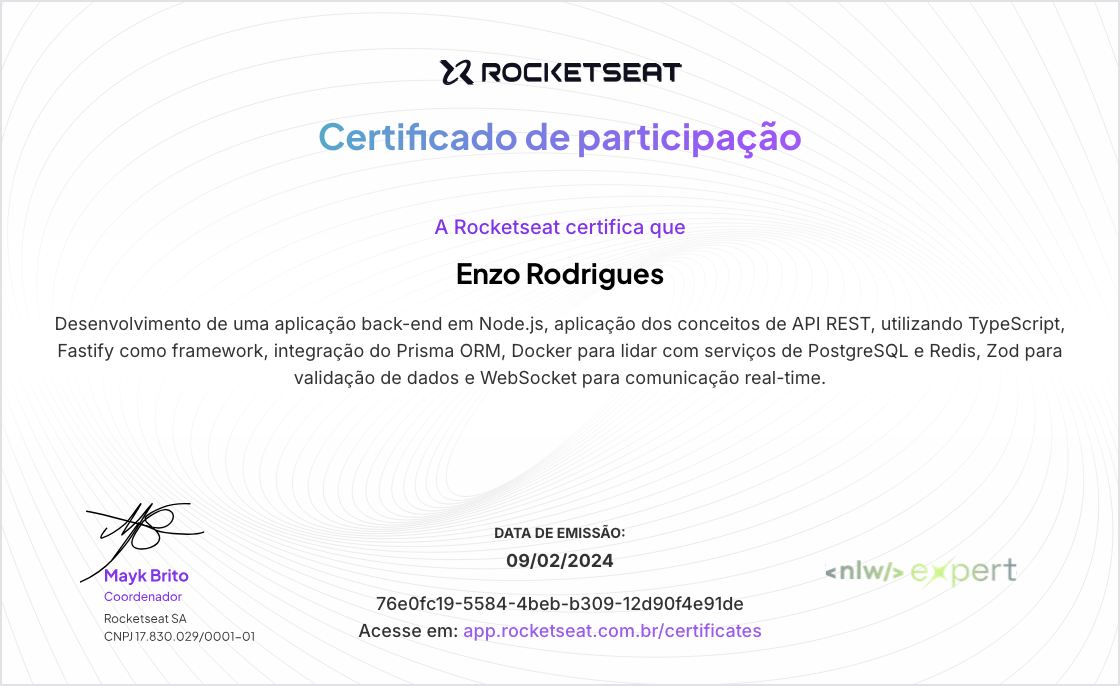 ROCKETSEAT
Certificado de participação
A Rocketseat certifica que
Enzo Rodrigues
Desenvolvimento de uma aplicação back-end em Node.js, aplicação dos conceitos de API REST, utilizando TypeScript,
Fastify como framework, integração do Prisma ORM, Docker para lidar com serviços de PostgreSQL e Redis, Zod para
validação de dados e WebSocket para comunicação real-time.
Mayk Brito
Coordenador
Rocketseat SA
CNPJ 17.830.029/0001-01
DATA DE EMISSÃO:
09/02/2024
76e0fc19-5584-4beb-b309-12d90f4e91de
Acesse em: app.rocketseat.com.br/certificates
<nlw/> expert